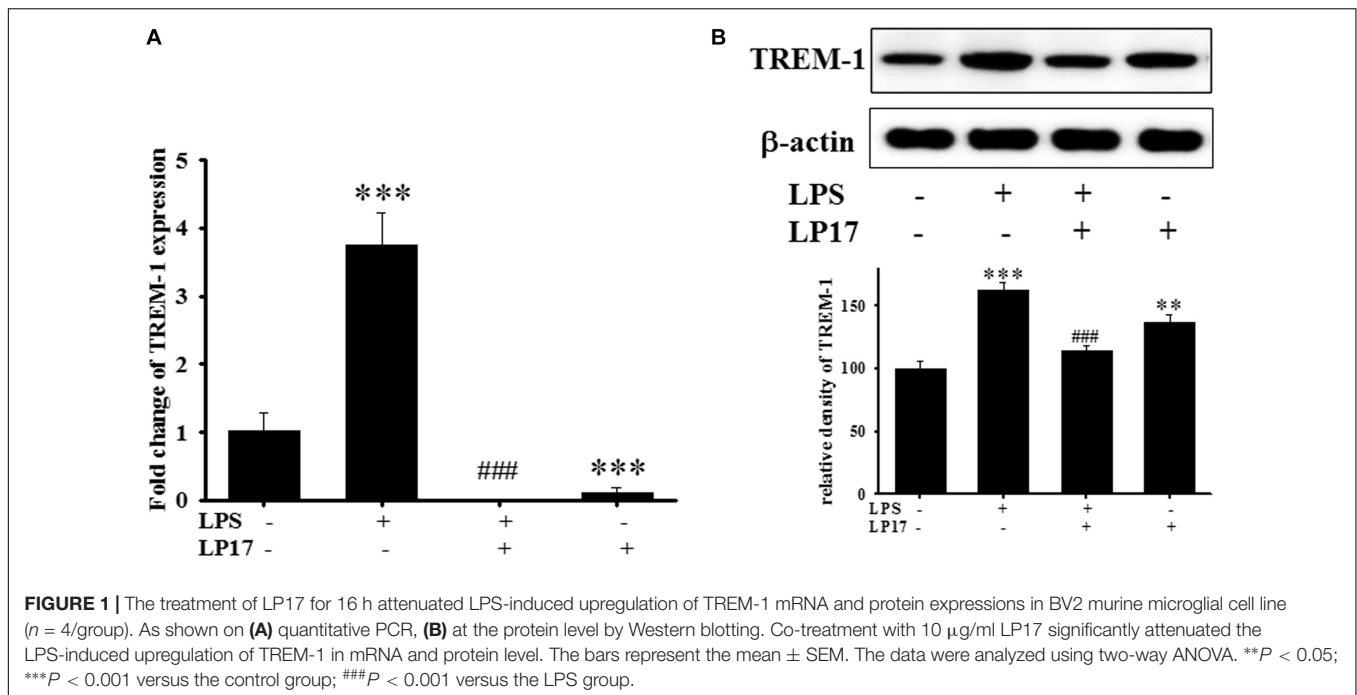 A
Fold change of TREM-1 expression
5
4
3
2
1
0
***
###
***
LPS - + + -
LP17 - - + +
B
TREM-1
β-actin
LPS - + + -
LP17 - - + +
relative density of TREM-1
150
100
50
0
***
###
**
LPS - + + -
LP17 - - + +
FIGURE 1 | The treatment of LP17 for 16 h attenuated LPS-induced upregulation of TREM-1 mRNA and protein expressions in BV2 murine microglial cell line
(n = 4/group). As shown on (A) quantitative PCR, (B) at the protein level by Western blotting. Co-treatment with 10 μg/ml LP17 significantly attenuated the
LPS-induced upregulation of TREM-1 in mRNA and protein level. The bars represent the mean ± SEM. The data were analyzed using two-way ANOVA. **P < 0.05;
***P < 0.001 versus the control group; ###P < 0.001 versus the LPS group.